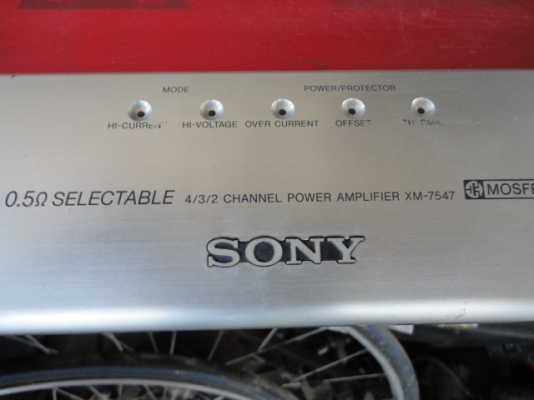 MODE POWER/PROTECTOR
HI-CURRENT HI-VOLTAGE OVER CURRENT OFFSET
0.5Ω SELECTABLE 4/3/2 CHANNEL POWER AMPLIFIER XM-7547 MOSFE
SONY